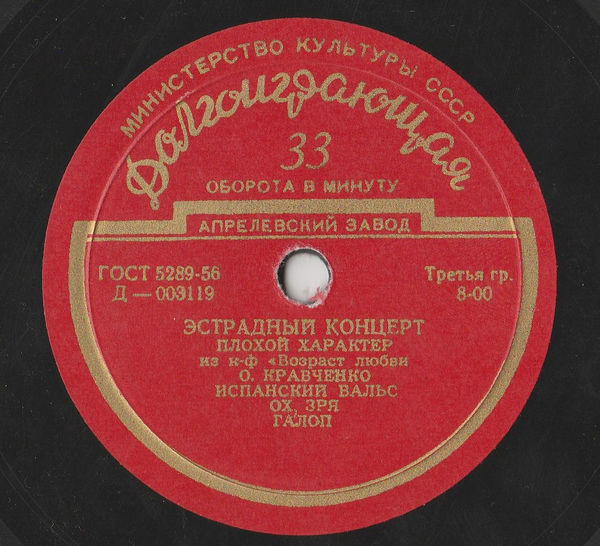 МИНИСТЕРСТВО КУЛЬТУРЫ СССР
Долгоиграющая
33
ОБОРОТА В МИНУТУ
АПРЕЛЕВСКИЙ ЗАВОД
ГОСТ 5289-56
Третья гр.
Д — 003119
8-00
ЭСТРАДНЫЙ КОНЦЕРТ
ПЛОХОЙ ХАРАКТЕР
из к-ф «Возраст любви
О. КРАВЧЕНКО
ИСПАНСКИЙ ВАЛЬС
ОХ, ЗРЯ
ГАЛОП